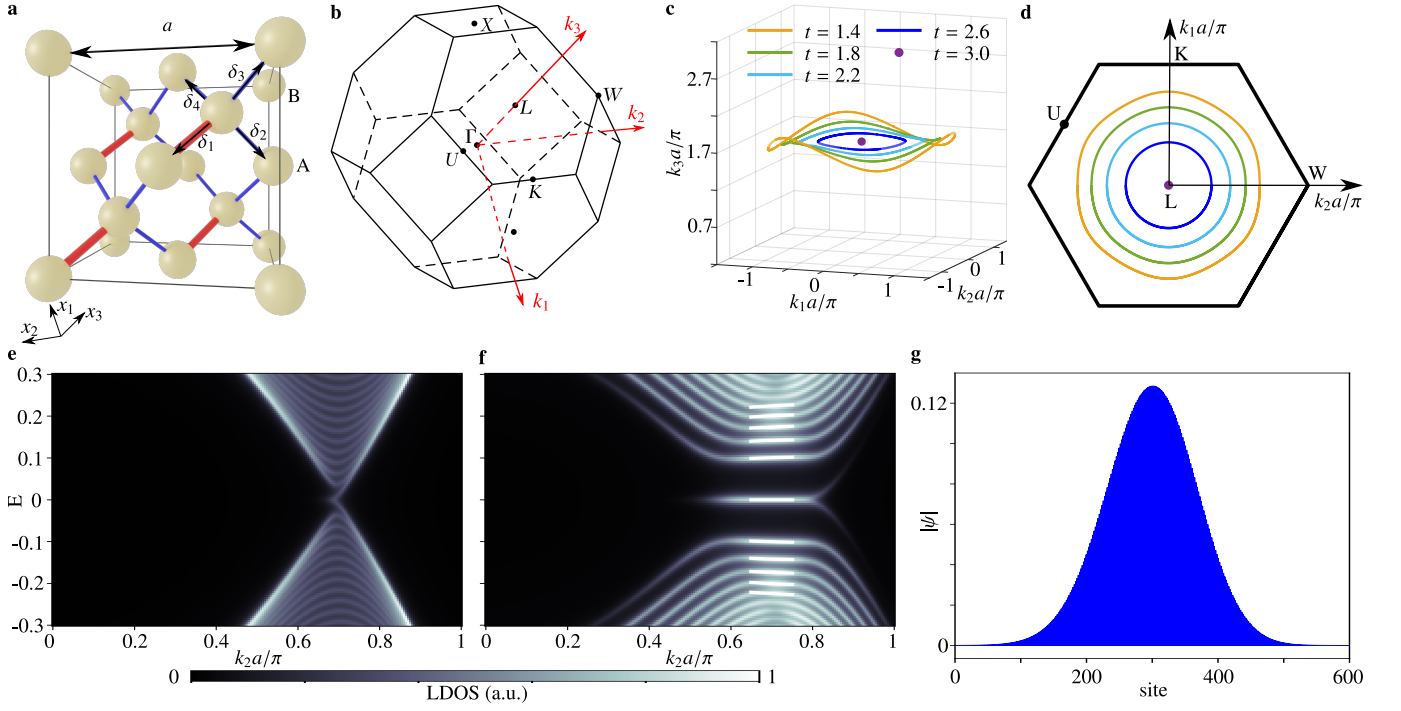 a
a
δ3
δ4
B
δ2
δ1
A
x1
x3
x2
b
X
k3
W
L
k2
Γ
U
K
k1
c
t = 1.4
t = 2.6
t = 1.8
t = 3.0
t = 2.2
2.7
1.7
0.7
k3a/π
-1
0
1
k1a/π
-1
0
1
k2a/π
d
k1a/π
K
U
W
L
k2a/π
e
0.3
0.2
0.1
0
-0.1
-0.2
-0.3
E
0
0.2
0.4
0.6
0.8
1
k2a/π
f
0
0.2
0.4
0.6
0.8
1
k2a/π
0
1
LDOS (a.u.)
g
0.12
0
|ψ|
0
200
400
600
site